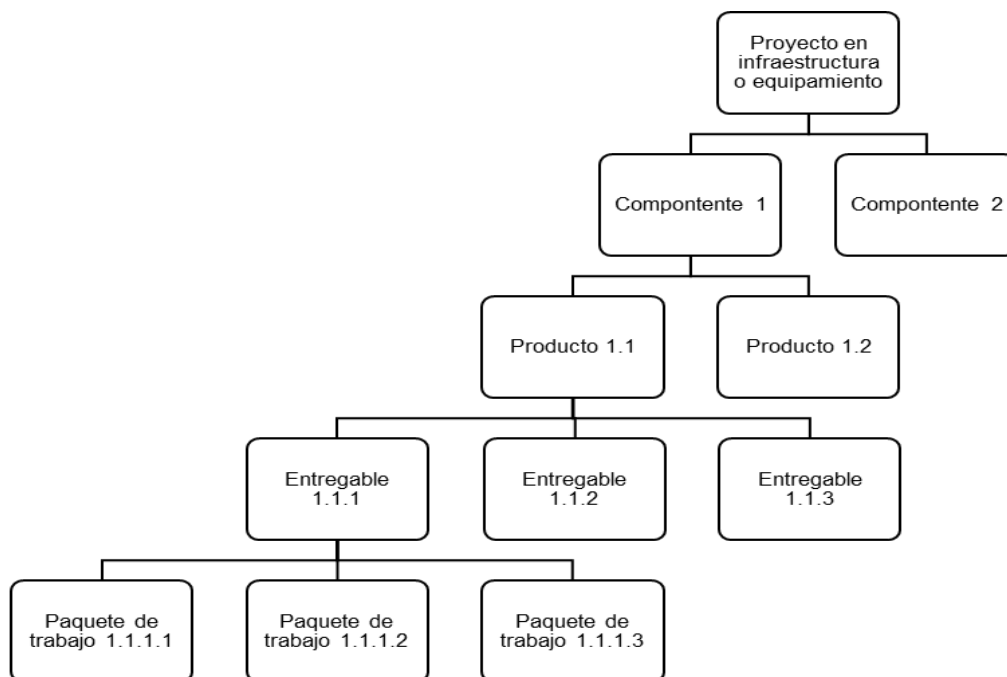 Proyecto en
infraestructura
o equipamiento
Compontente 1
Compontente 2
Producto 1.1
Producto 1.2
Entregable
1.1.1
Entregable
1.1.2
Entregable
1.1.3
Paquete de
trabajo 1.1.1.1
Paquete de
trabajo 1.1.1.2
Paquete de
trabajo 1.1.1.3